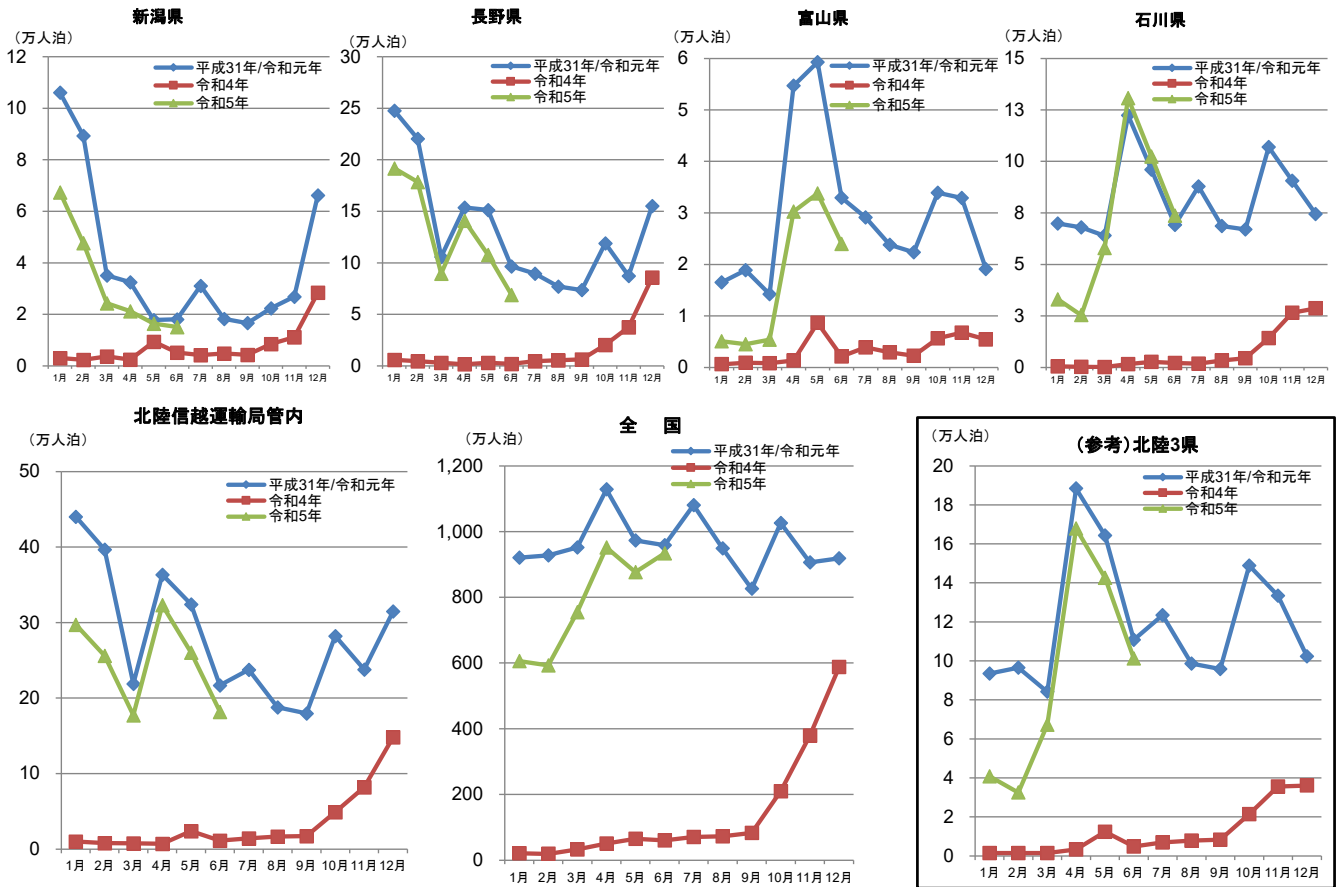 新潟県
（万人泊）
12
10
8
6
4
2
0
平成31年/令和元年
令和4年
令和5年
1月 2月 3月 4月 5月 6月 7月 8月 9月 10月 11月 12月
長野県
（万人泊）
30
25
20
15
10
5
0
平成31年/令和元年
令和4年
令和5年
1月 2月 3月 4月 5月 6月 7月 8月 9月 10月 11月 12月
富山県
（万人泊）
6
5
4
3
2
1
0
平成31年/令和元年
令和4年
令和5年
1月 2月 3月 4月 5月 6月 7月 8月 9月 10月 11月 12月
石川県
（万人泊）
15
13
10
8
5
3
0
平成31年/令和元年
令和4年
令和5年
1月 2月 3月 4月 5月 6月 7月 8月 9月 10月 11月 12月
北陸信越運輸局管内
（万人泊）
50
40
30
20
10
0
平成31年/令和元年
令和4年
令和5年
1月 2月 3月 4月 5月 6月 7月 8月 9月 10月 11月 12月
全 国
（万人泊）
1,200
1,000
800
600
400
200
0
平成31年/令和元年
令和4年
令和5年
1月 2月 3月 4月 5月 6月 7月 8月 9月 10月 11月 12月
（参考）北陸3県
（万人泊）
20
18
16
14
12
10
8
6
4
2
0
平成31年/令和元年
令和4年
令和5年
1月 2月 3月 4月 5月 6月 7月 8月 9月 10月 11月 12月